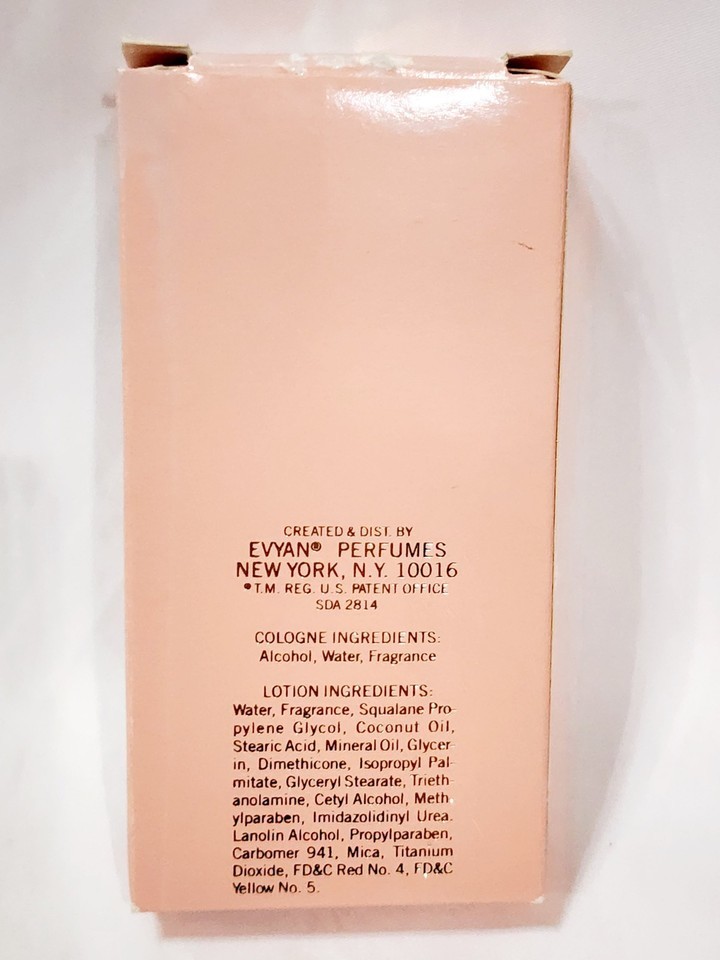 CREATED & DIST. BY
EVYAN® PERFUMES
NEW YORK, N.Y. 10016
®T.M. REG. U.S. PATENT OFFICE
SDA 2814
COLOGNE INGREDIENTS:
Alcohol, Water, Fragrance
LOTION INGREDIENTS:
Water, Fragrance, Squalane Pro-
pylene Glycol, Coconut Oil,
Stearic Acid, Mineral Oil, Glycer-
in, Dimethicone, Isopropyl Pal-
mitate, Glyceryl Stearate, Trieth-
anolamine, Cetyl Alcohol, Meth-
ylparaben, Imidazolidinyl Urea.
Lanolin Alcohol, Propylparaben,
Carbomer 941, Mica, Titanium
Dioxide, FD&C Red No. 4, FD&C
Yellow No. 5.